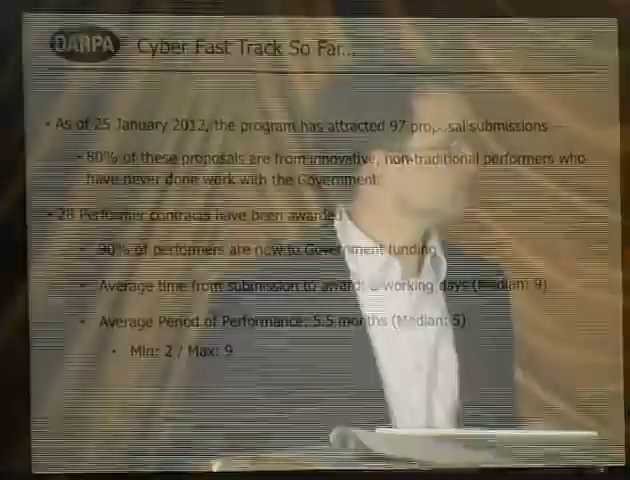 DARPA Cyber Fast Track So Far...
- As of 25 January 2012, the program has attracted 97 proposal submissions
- 80% of these proposals are from innovative, non-traditional performers who
have never done work with the Government
- 28 Performer contracts have been awarded
- 90% of performers are new to Government funding
- Average time from submission to award: working days (Median: 9)
- Average Period of Performance: 5.5 months (Median: 5)
- Min: 2 / Max: 9